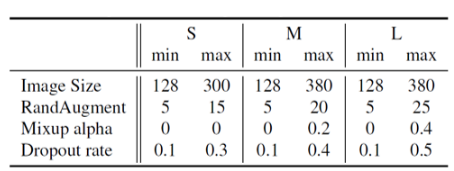 S M L
min max min max min max
Image Size 128 300 128 380 128 380
RandAugment 5 15 5 20 5 25
Mixup alpha 0 0 0 0.2 0 0.4
Dropout rate 0.1 0.3 0.1 0.4 0.1 0.5